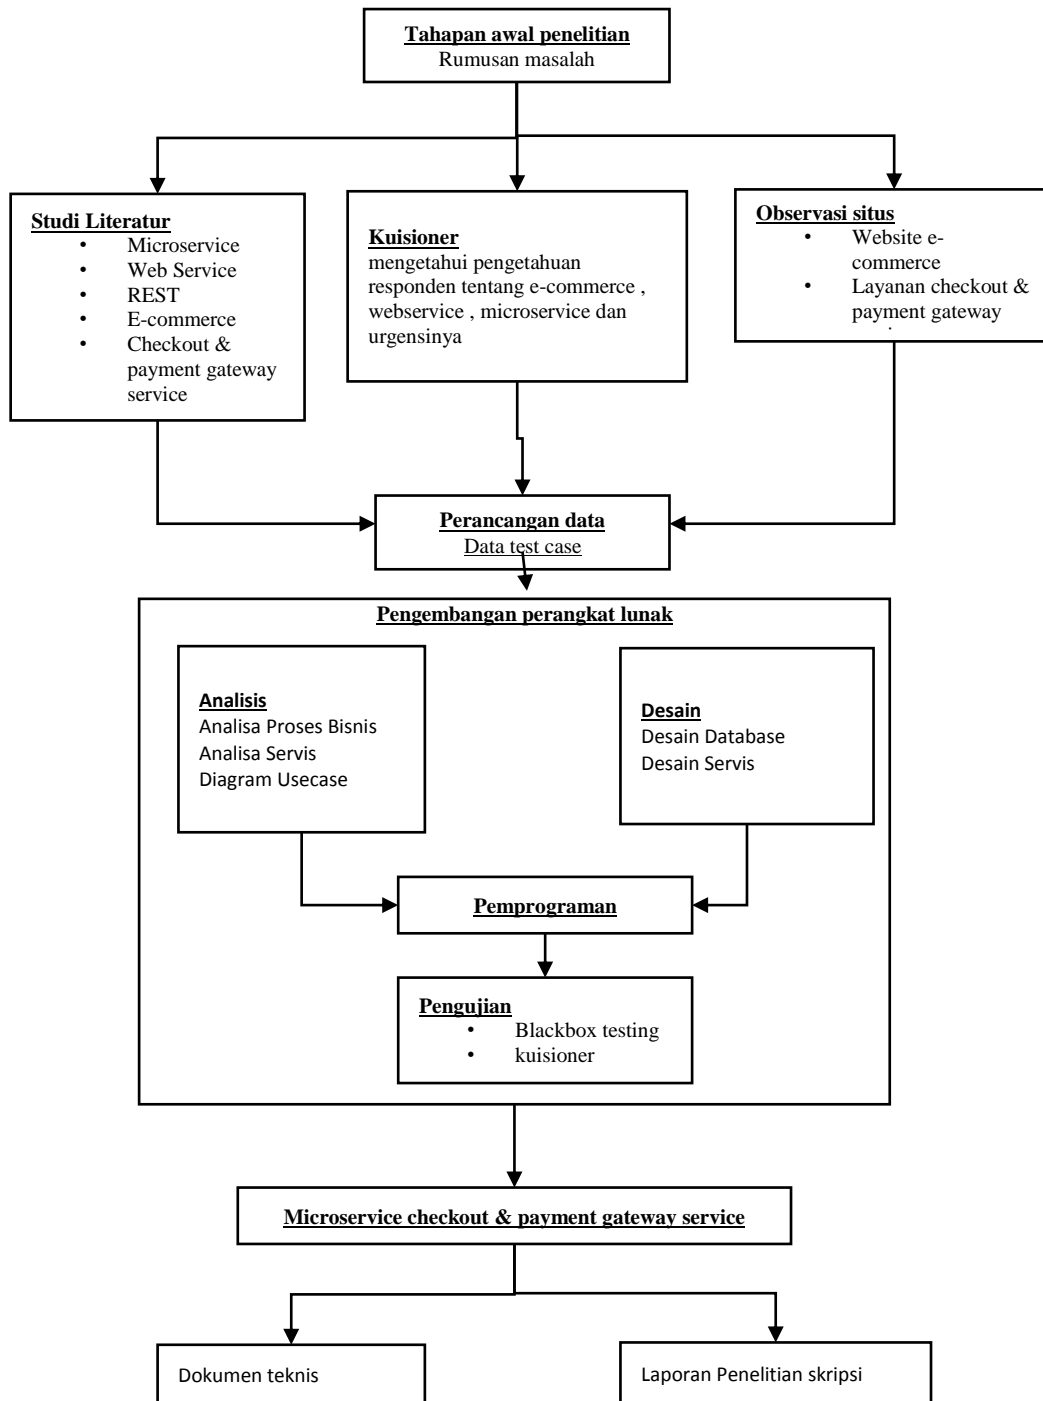 Tahapan awal penelitian
Rumusan masalah
Studi Literatur
• Microservice
• Web Service
• REST
• E-commerce
• Checkout &
payment gateway
service
Kuisioner
mengetahui pengetahuan
responden tentang e-commerce ,
webservice , microservice dan
urgensinya
Observasi situs
• Website e-
commerce
• Layanan checkout &
payment gateway
Perancangan data
Data test case
Pengembangan perangkat lunak
Analisis
Analisa Proses Bisnis
Analisa Servis
Diagram Usecase
Desain
Desain Database
Desain Servis
Pemprograman
Pengujian
• Blackbox testing
• kuisioner
Microservice checkout & payment gateway service
Dokumen teknis
Laporan Penelitian skripsi